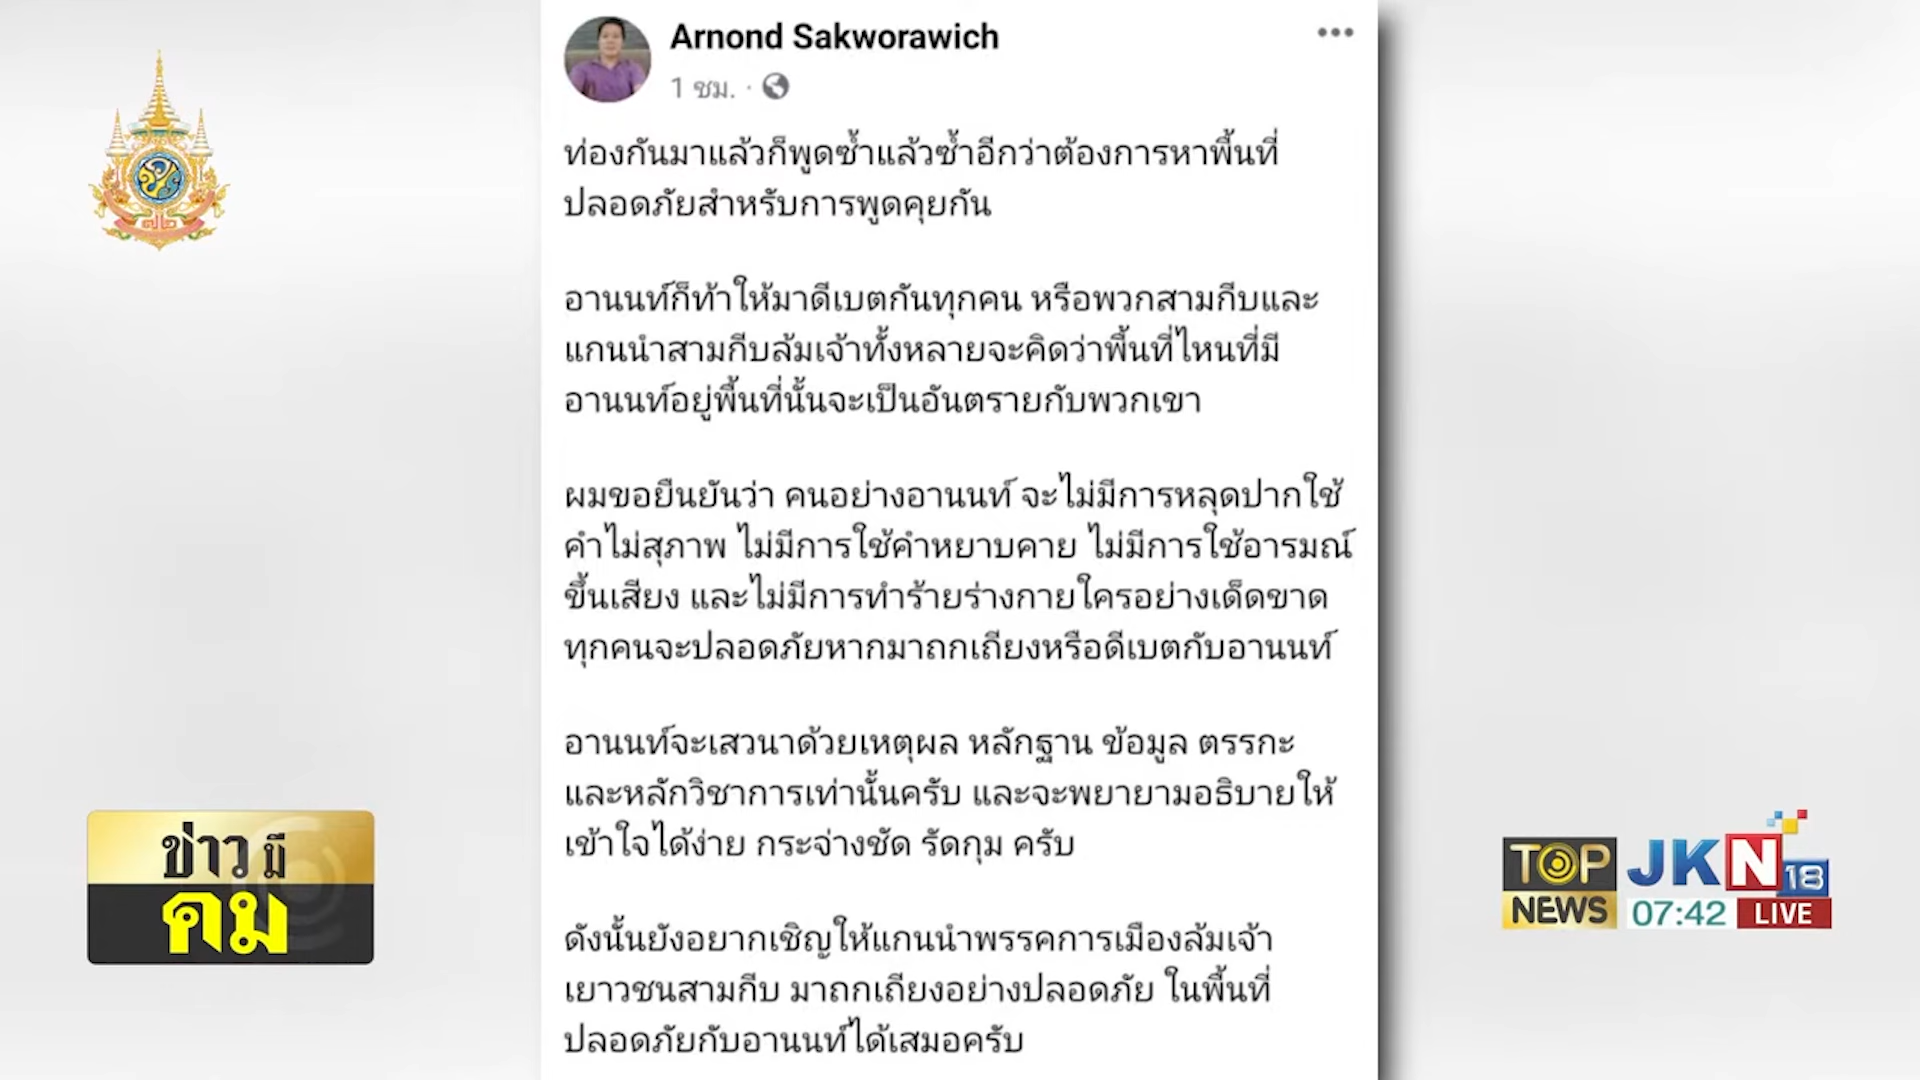 Arnond Sakworawich
1 ชม. ·
ท่องกันมาแล้วก็พูดซ้ำแล้วซ้ำอีกว่าต้องการหาพื้นที่
ปลอดภัยสำหรับการพูดคุยกัน
อานนท์ก็ท้าให้มาดีเบตกันทุกคน หรือพวกสามกีบและ
แกนนำสามกีบล้มเจ้าทั้งหลายจะคิดว่าพื้นที่ไหนที่มี
อานนท์อยู่พื้นที่นั้นจะเป็นอันตรายกับพวกเขา
ผมขอยืนยันว่า คนอย่างอานนท์ จะไม่มีการหลุดปากใช้
คำไม่สุภาพ ไม่มีการใช้คำหยาบคาย ไม่มีการใช้อารมณ์
ขึ้นเสียง และไม่มีการทำร้ายร่างกายใครอย่างเด็ดขาด
ทุกคนจะปลอดภัยหากมาถกเถียงหรือดีเบตกับอานนท์
อานนท์จะเสวนาด้วยเหตุผล หลักฐาน ข้อมูล ตรรกะ
และหลักวิชาการเท่านั้นครับ และจะพยายามอธิบายให้
เข้าใจได้ง่าย กระจ่างชัด รัดกุม ครับ
ดังนั้นยังอยากเชิญให้แกนนำพรรคการเมืองล้มเจ้า
เยาวชนสามกีบ มาถกเถียงอย่างปลอดภัย ในพื้นที่
ปลอดภัยกับอานนท์ได้เสมอครับ
ข่าวมี
คม
TOP
NEWS
JKN18
07:42 LIVE